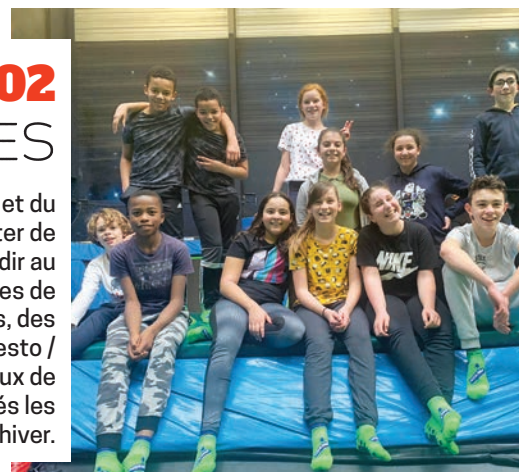 02
ES
et du
ter de
dir au
es de
s, des
esto /
ux de
és les
hiver.
NIKE